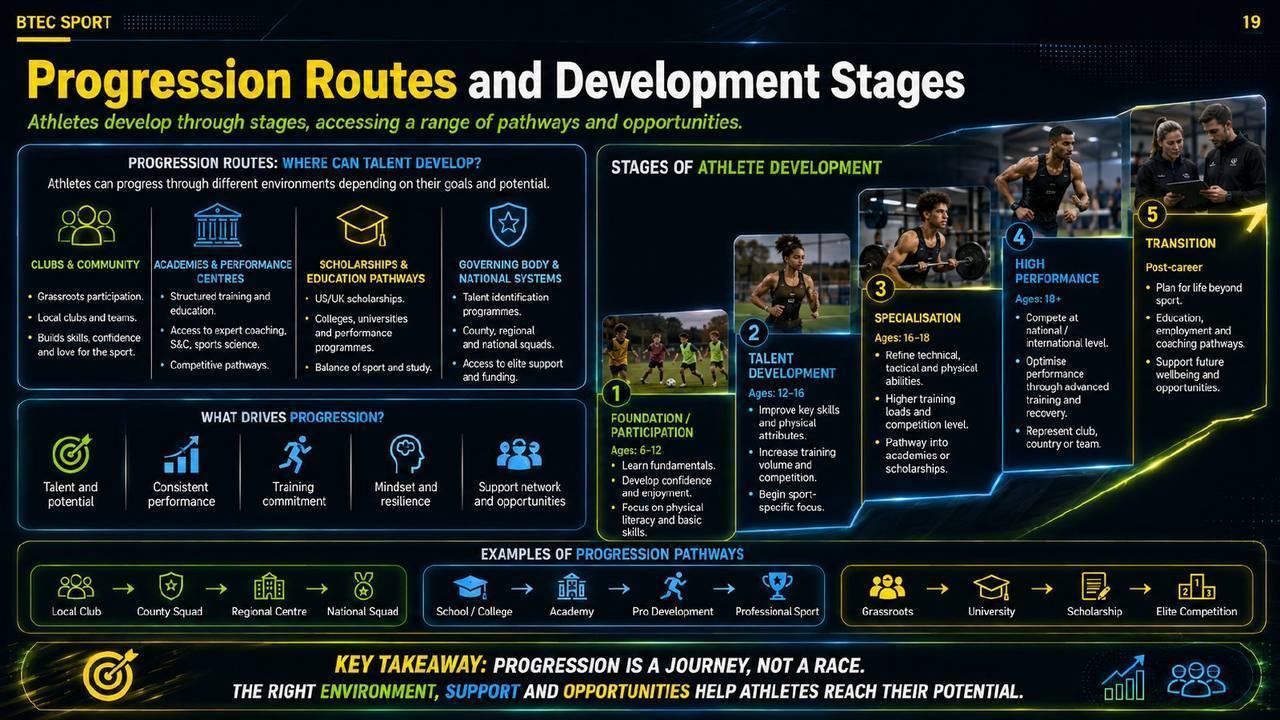 BTEC SPORT
19
Progression Routes and Development Stages
Athletes develop through stages, accessing a range of pathways and opportunities.
PROGRESSION ROUTES: WHERE CAN TALENT DEVELOP?
Athletes can progress through different environments depending on their goals and potential.
CLUBS & COMMUNITY
• Grassroots participation.
• Local clubs and teams.
• Builds skills, confidence
and love for the sport.
ACADEMIES & PERFORMANCE
CENTRES
• Structured training and
education.
• Access to expert coaching,
S&C, sports science.
• Competitive pathways.
SCHOLARSHIPS &
EDUCATION PATHWAYS
• US/UK scholarships.
• Colleges, universities
and performance
programmes.
• Balance of sport and study.
GOVERNING BODY &
NATIONAL SYSTEMS
• Talent identification
programmes.
• County, regional
and national squads.
• Access to elite support
and funding.
WHAT DRIVES PROGRESSION?
Talent and
potential
Consistent
performance
Training
commitment
Mindset and
resilience
Support network
and opportunities
STAGES OF ATHLETE DEVELOPMENT
1
FOUNDATION /
PARTICIPATION
Ages: 6-12
• Learn fundamentals.
• Develop confidence
and enjoyment.
• Focus on physical
literacy and basic
skills.
2
TALENT
DEVELOPMENT
Ages: 12-16
• Improve key skills
and physical
attributes.
• Increase training
volume and
competition.
• Begin sport-
specific focus.
3
SPECIALISATION
Ages: 16-18
• Refine technical,
tactical and physical
abilities.
• Higher training
loads and
competition level.
• Pathway into
academies or
scholarships.
4
HIGH
PERFORMANCE
Ages: 18+
• Compete at
national /
international level.
• Optimise
performance
through advanced
training and
recovery.
• Represent club,
country or team.
5
TRANSITION
Post-career
• Plan for life beyond
sport.
• Education,
employment and
coaching pathways.
• Support future
wellbeing and
opportunities.
EXAMPLES OF PROGRESSION PATHWAYS
Local Club → County Squad → Regional Centre → National Squad
School / College → Academy → Pro Development → Professional Sport
Grassroots → University → Scholarship → Elite Competition
1 2 3
KEY TAKEAWAY: PROGRESSION IS A JOURNEY, NOT A RACE.
THE RIGHT ENVIRONMENT, SUPPORT AND OPPORTUNITIES HELP ATHLETES REACH THEIR POTENTIAL.